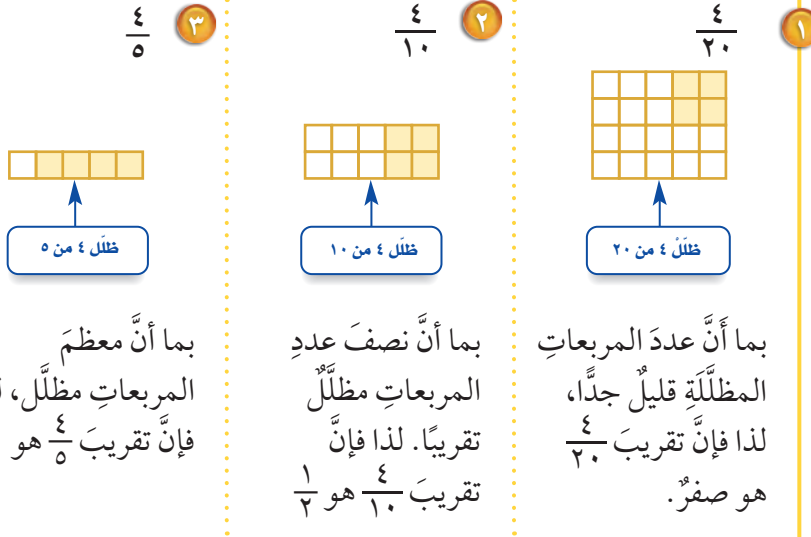 ١
٤/٢٠
ظلّلْ ٤ من ٢٠
بما أَنَّ عددَ المربعاتِ
المظلَّلَةِ قليلٌ جدًّا،
لذا فإنَّ تقريبَ ٤/٢٠
هو صفرٌ.
٢
٤/١٠
ظلّل ٤ من ١٠
بما أنَّ نصفَ عددِ
المربعاتِ مظلَّلٌ
تقريبًا. لذا فإنَّ
تقريبَ ٤/١٠ هو ١/٢
٣
٤/٥
ظلّل ٤ من ٥
بما أنَّ معظمَ
المربعاتِ مظلَّل،
فإنَّ تقريبَ ٤/٥ هو